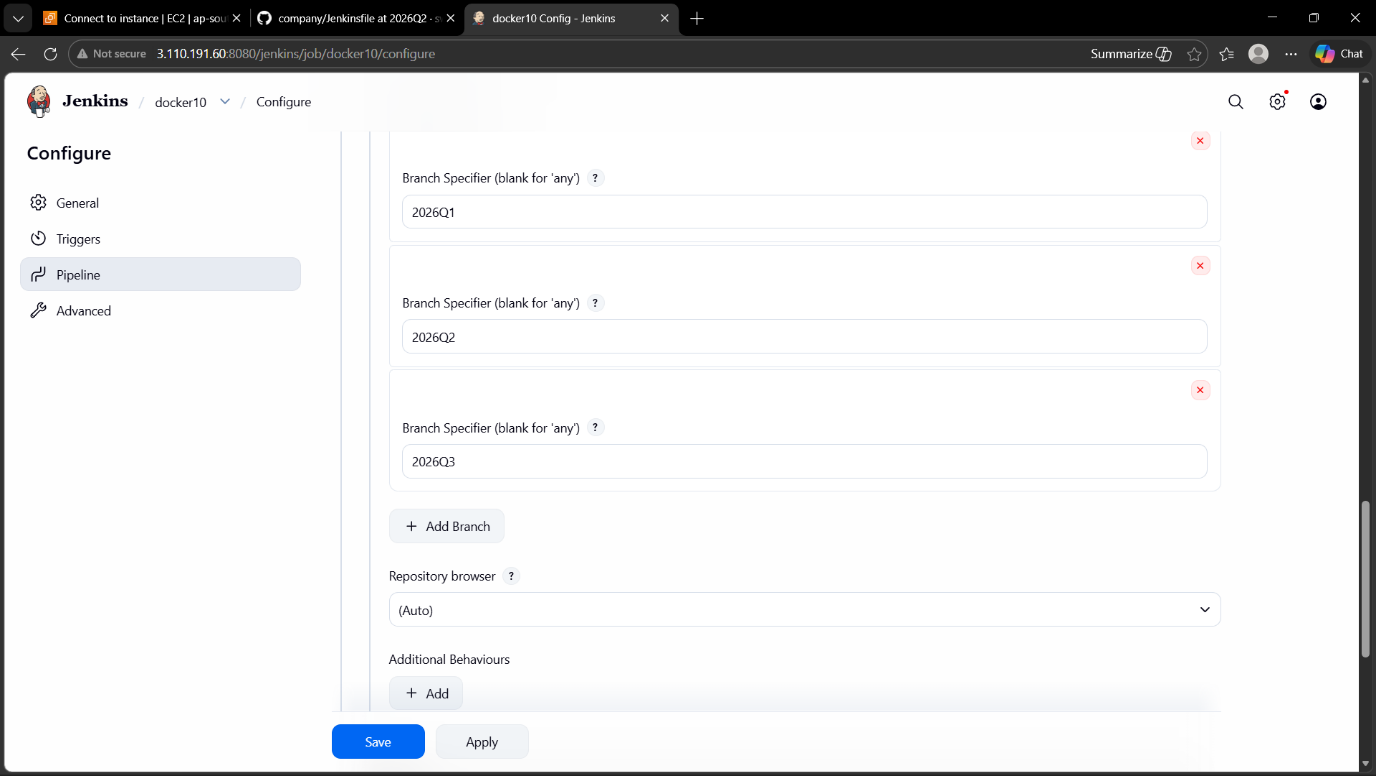 Connect to instance | EC2 | ap-sou
company/Jenkinsfile at 2026Q2 · s
docker10 Config - Jenkins
Not secure
3.110.191.60:8080/jenkins/job/docker10/configure
Summarize
Chat
Jenkins / docker10 / Configure
Configure
General
Triggers
Pipeline
Advanced
Branch Specifier (blank for 'any') ?
2026Q1
Branch Specifier (blank for 'any') ?
2026Q2
Branch Specifier (blank for 'any') ?
2026Q3
+ Add Branch
Repository browser ?
(Auto)
Additional Behaviours
+ Add
Save
Apply